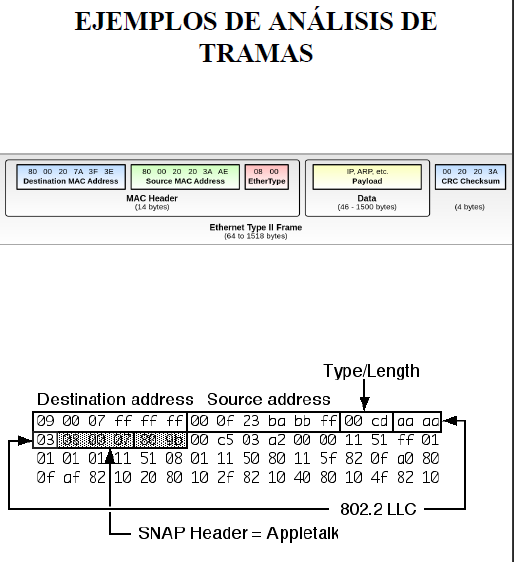 EJEMPLOS DE ANÁLISIS DE
TRAMAS
80 00 20 7A 3F 3E
Destination MAC Address
80 00 20 20 3A AE
Source MAC Address
08 00
EtherType
IP, ARP, etc.
Payload
00 20 20 3A
CRC Checksum
MAC Header
(14 bytes)
Data
(46 - 1500 bytes)
(4 bytes)
Ethernet Type II Frame
(64 to 1518 bytes)
Type/Length
Destination address Source address
09 00 07 ff ff ff 00 0f 23 ba bb ff 00 cd aa aa
03 08 00 07 80 9b 00 c5 03 a2 00 00 11 51 ff 01
01 01 01 11 51 08 01 11 50 80 11 5f 82 0f a0 80
0f af 82 10 20 80 10 2f 82 10 40 80 10 4f 82 10
802.2 LLC
SNAP Header = Appletalk